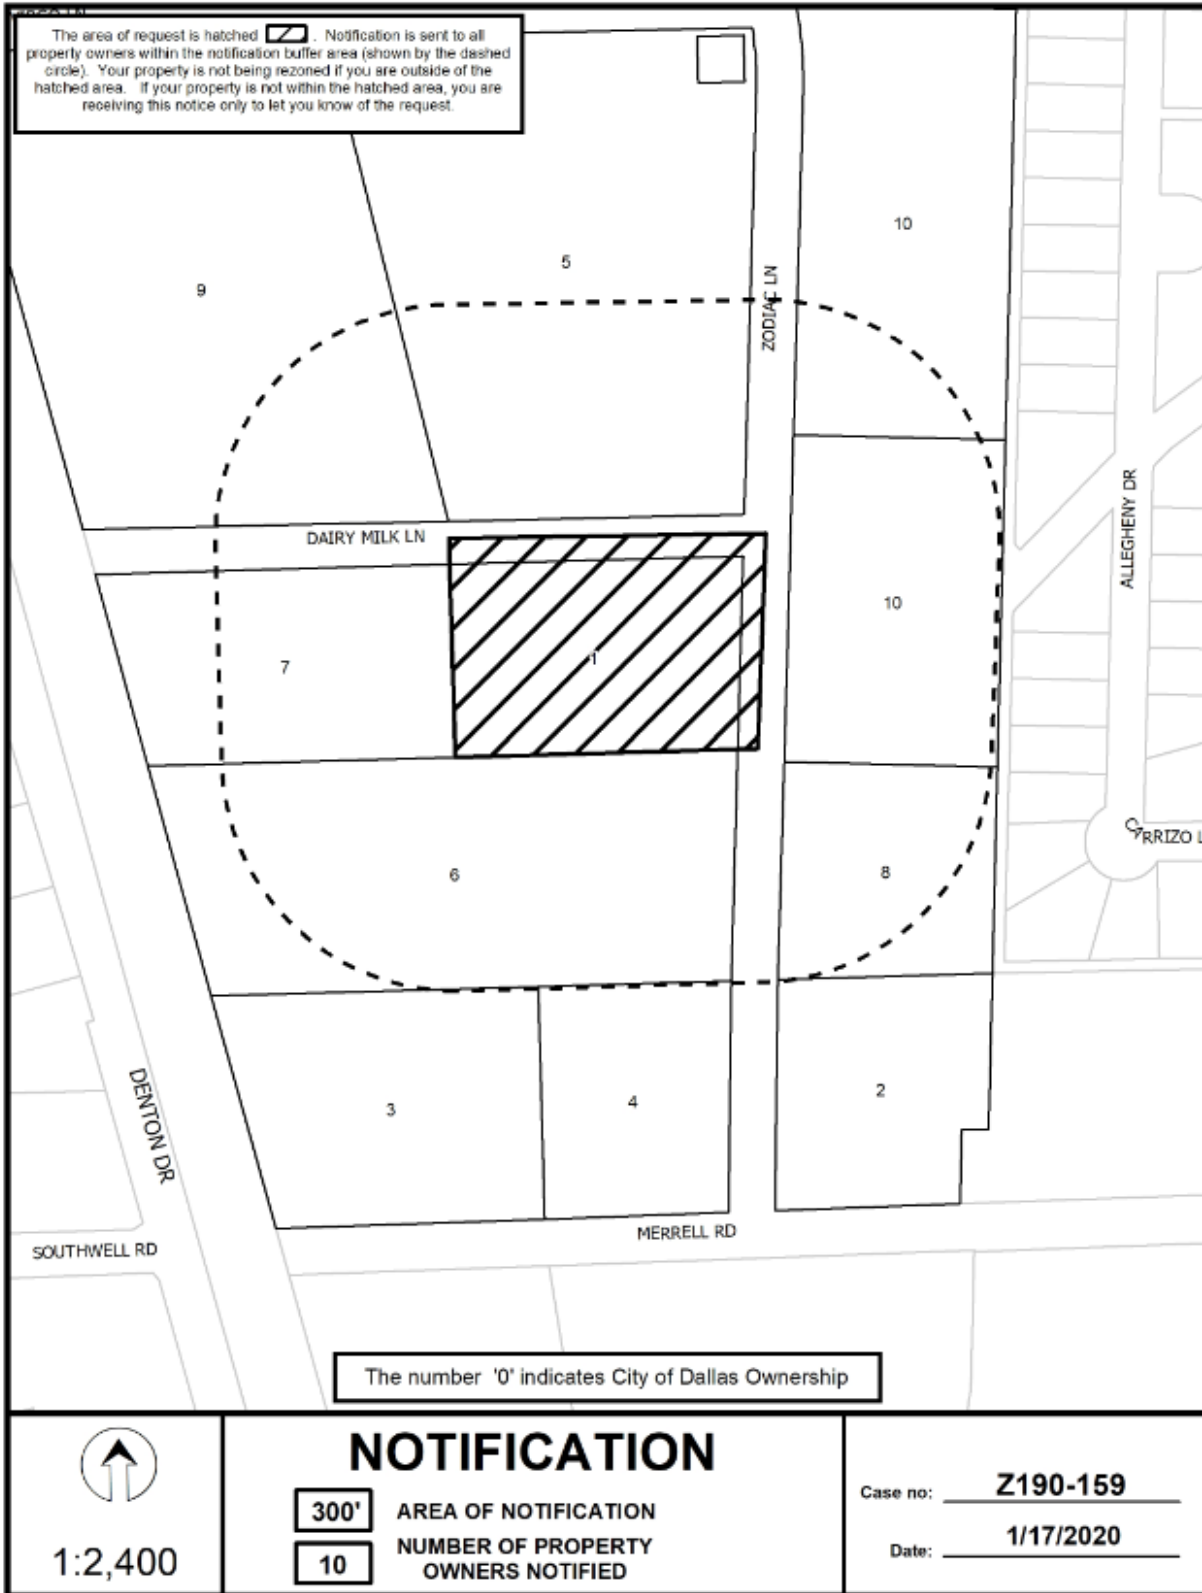 The area of request is hatched . Notification is sent to all
property owners within the notification buffer area (shown by the dashed
circle). Your property is not being rezoned if you are outside of the
hatched area. If your property is not within the hatched area, you are
receiving this notice only to let you know of the request.
10
5
9
ZODIAC LN
ALLEGHENY DR
DAIRY MILK LN
10
1
7
CARRIZO L
6
8
DENTON DR
3
4
2
MERRELL RD
SOUTHWELL RD
The number '0' indicates City of Dallas Ownership
1:2,400
NOTIFICATION
300' AREA OF NOTIFICATION
10 NUMBER OF PROPERTY
OWNERS NOTIFIED
Case no: Z190-159
Date: 1/17/2020